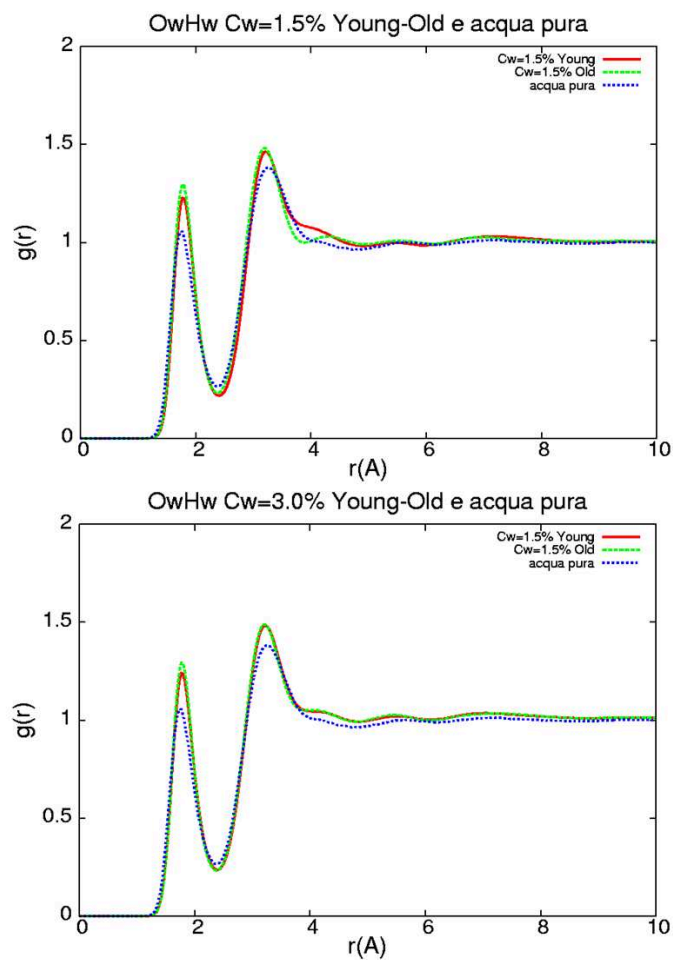 OwHw Cw=1.5% Young-Old e acqua pura
2
Cw=1.5% Young
Cw=1.5% Old
acqua pura
1.5
g(r)
1
0.5
0
0 2 4 6 8 10
r(A)
OwHw Cw=3.0% Young-Old e acqua pura
2
Cw=1.5% Young
Cw=1.5% Old
acqua pura
1.5
g(r)
1
0.5
0
0 2 4 6 8 10
r(A)